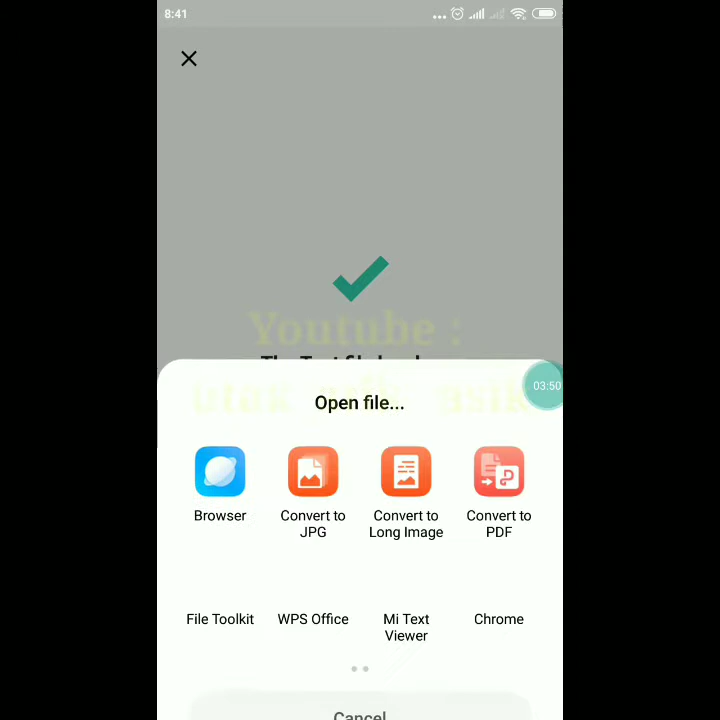 8:41
Youtube :
Open file...
03:50
Browser
Convert to
JPG
Convert to
Long Image
Convert to
PDF
File Toolkit
WPS Office
Mi Text
Viewer
Chrome
Cancel